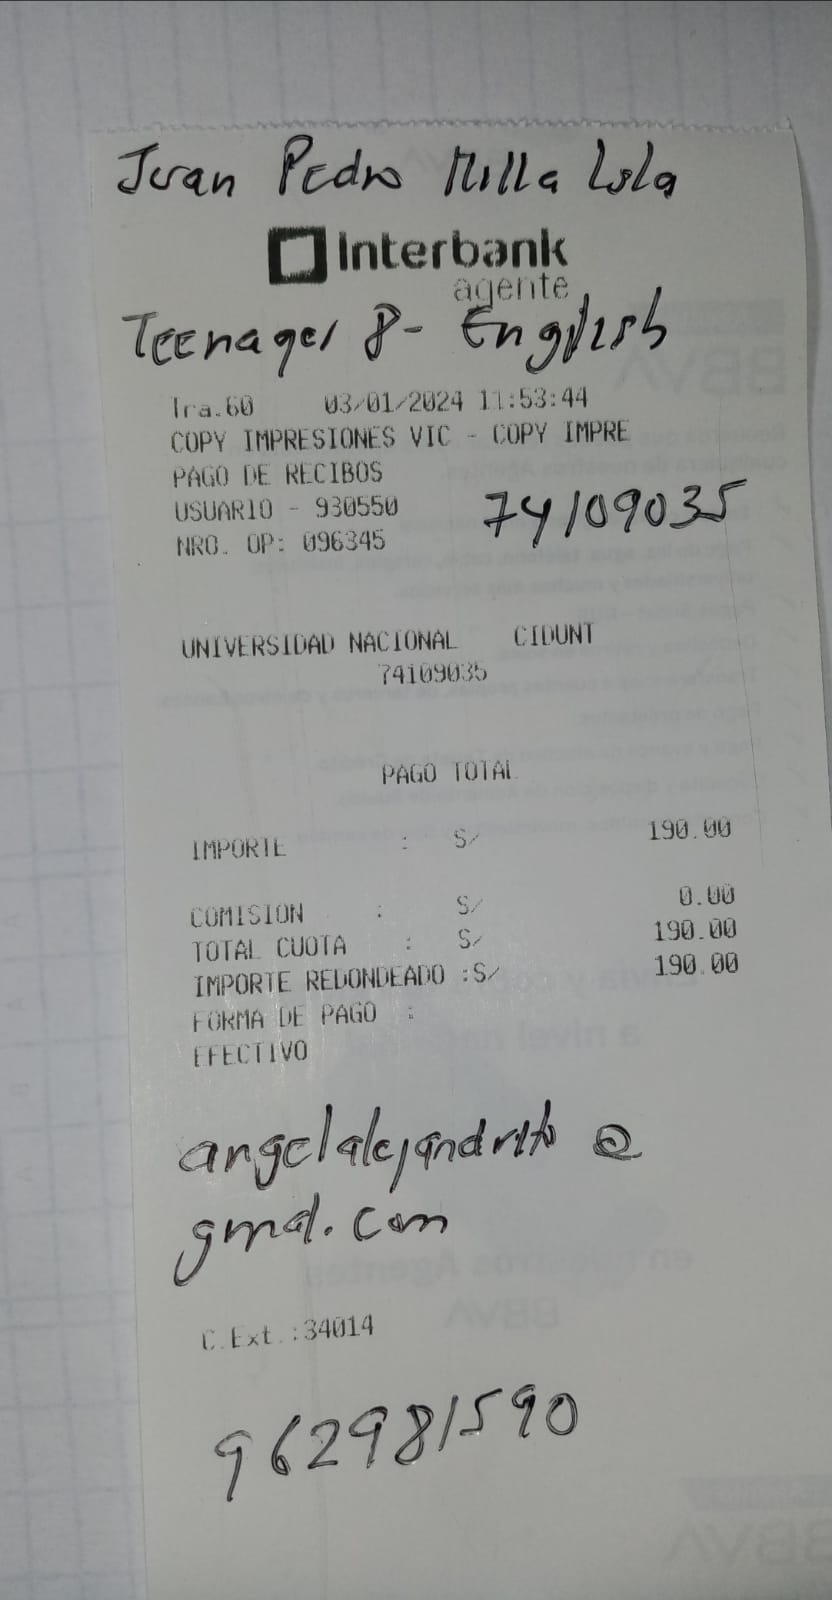 Juan Pedro Milla Lola
Interbank
agente
Teenager 8- English
Tra.60 03/01/2024 11:53:44
COPY IMPRESIONES VIC - COPY IMPRE
PAGO DE RECIBOS
USUARIO - 930550 74109035
NRO. OP: 096345
UNIVERSIDAD NACIONAL CIDUNT
74109035
PAGO TOTAL
IMPORTE : S/ 190.00
COMISION : S/ 0.00
TOTAL CUOTA : S/ 190.00
IMPORTE REDONDEADO :S/ 190.00
FORMA DE PAGO :
EFECTIVO
angelalejandrito @
gmal.com
C.Ext.:34014
962981590